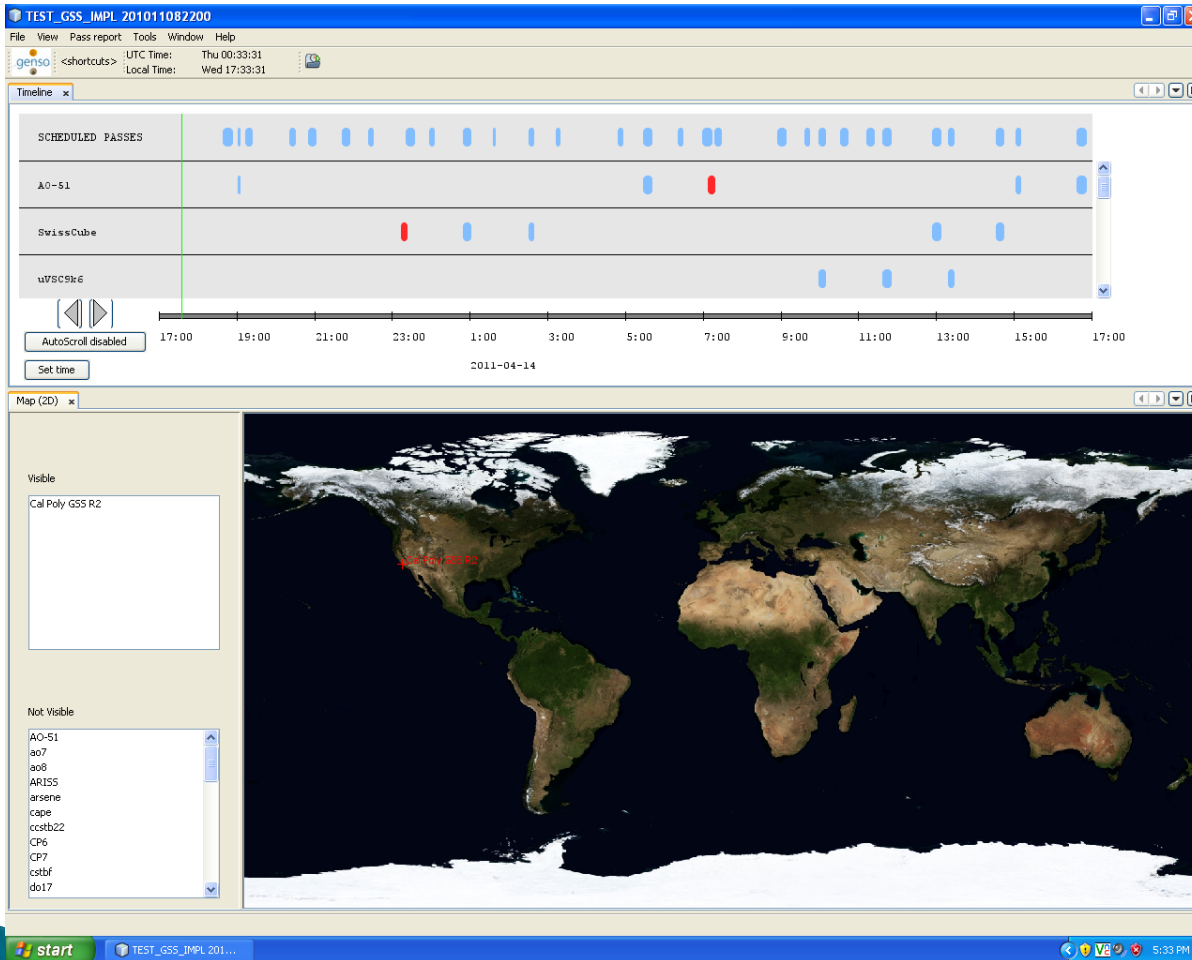 TEST_GSS_IMPL 201011082200
File View Pass report Tools Window Help
genso <shortcuts> UTC Time: Thu 00:33:31
Local Time: Wed 17:33:31
Timeline x
SCHEDULED PASSES
AO-51
SwissCube
uVSC9k6
AutoScroll disabled
17:00 19:00 21:00 23:00 1:00 3:00 5:00 7:00 9:00 11:00 13:00 15:00 17:00
Set time
2011-04-14
Map (2D) x
Visible
Cal Poly GSS R2
Cal Poly GSS R2
Not Visible
AO-51
ao7
ao8
ARISS
arsene
cape
ccstb22
CP6
CP7
cstbf
do17
start
TEST_GSS_IMPL 201...
5:33 PM